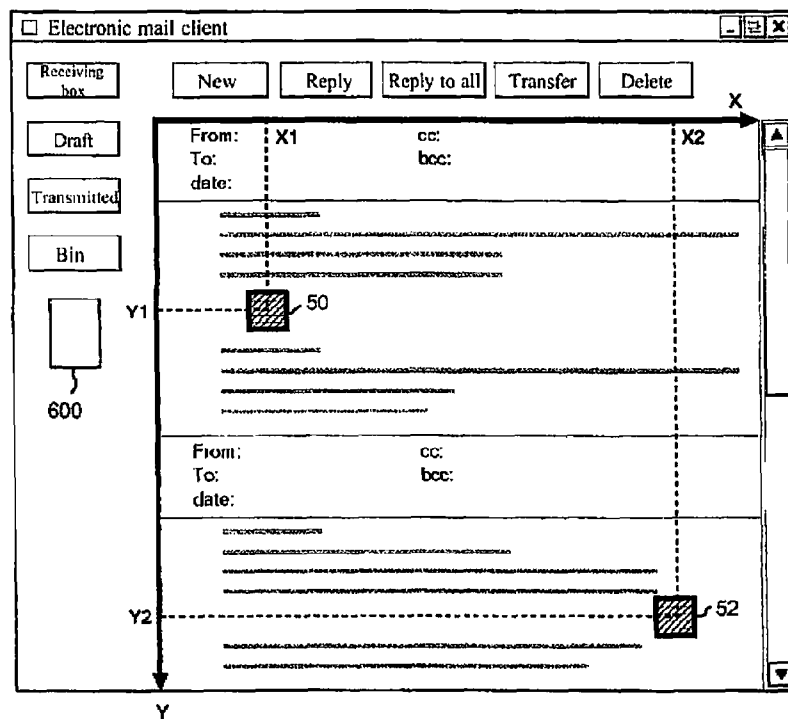 Electronic mail client
Receiving box
New Reply Reply to all Transfer Delete
X
Draft
From: X1 cc: X2
To: bcc:
date:
Transmitted
Bin
Y1 50
600
From: cc:
To: bcc:
date:
Y2 52
Y